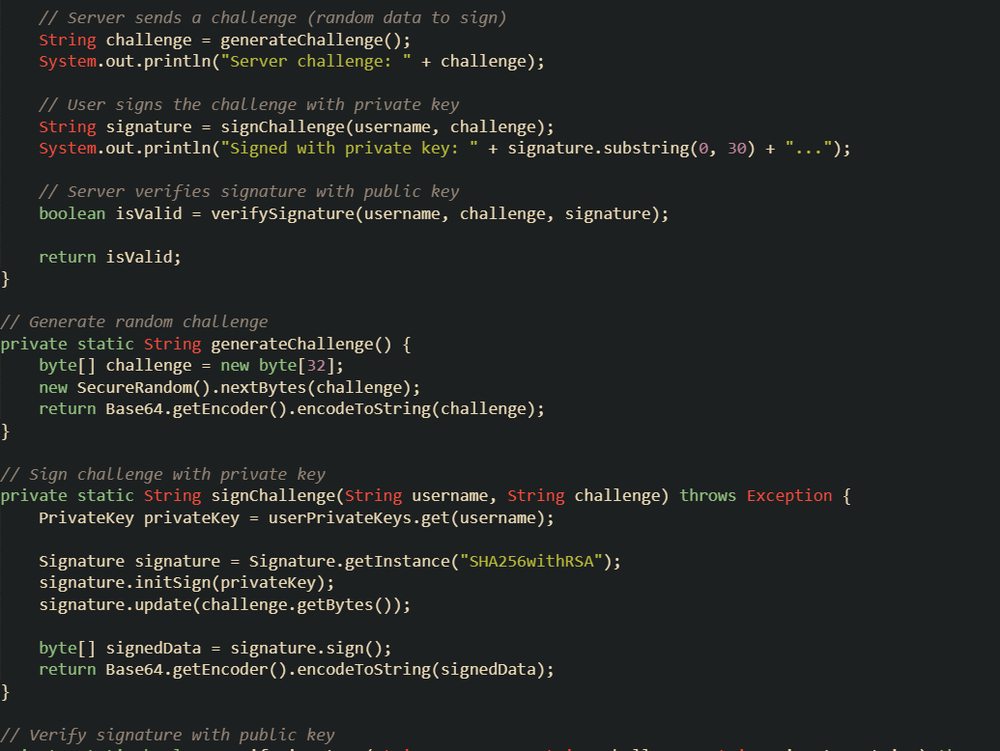 // Server sends a challenge (random data to sign)
String challenge = generateChallenge();
System.out.println("Server challenge: " + challenge);
// User signs the challenge with private key
String signature = signChallenge(username, challenge);
System.out.println("Signed with private key: " + signature.substring(0, 30) + "...");
// Server verifies signature with public key
boolean isValid = verifySignature(username, challenge, signature);
return isValid;
}
// Generate random challenge
private static String generateChallenge() {
byte[] challenge = new byte[32];
new SecureRandom().nextBytes(challenge);
return Base64.getEncoder().encodeToString(challenge);
}
// Sign challenge with private key
private static String signChallenge(String username, String challenge) throws Exception {
PrivateKey privateKey = userPrivateKeys.get(username);
Signature signature = Signature.getInstance("SHA256withRSA");
signature.initSign(privateKey);
signature.update(challenge.getBytes());
byte[] signedData = signature.sign();
return Base64.getEncoder().encodeToString(signedData);
}
// Verify signature with public key